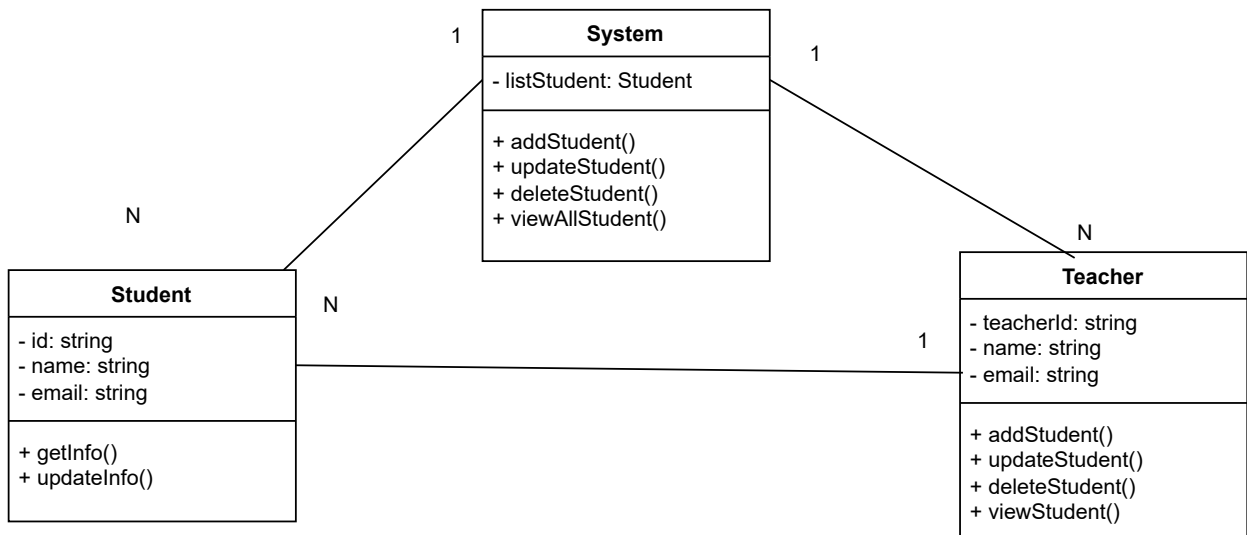 System
- listStudent: Student
+ addStudent()
+ updateStudent()
+ deleteStudent()
+ viewAllStudent()
1
1
N
N
Student
- id: string
- name: string
- email: string
+ getInfo()
+ updateInfo()
N
1
Teacher
- teacherId: string
- name: string
- email: string
+ addStudent()
+ updateStudent()
+ deleteStudent()
+ viewStudent()